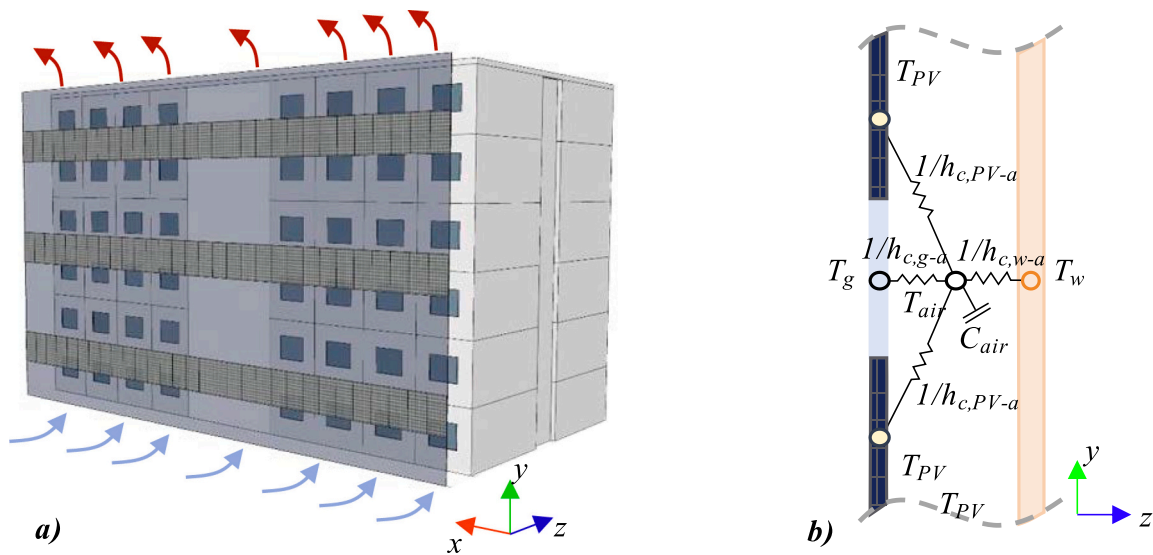 a)
y
x
z
T_PV
1/h_c,PV-a
1/h_c,g-a
1/h_c,w-a
T_g
T_w
T_air
C_air
1/h_c,PV-a
T_PV
T_PV
b)
y
z